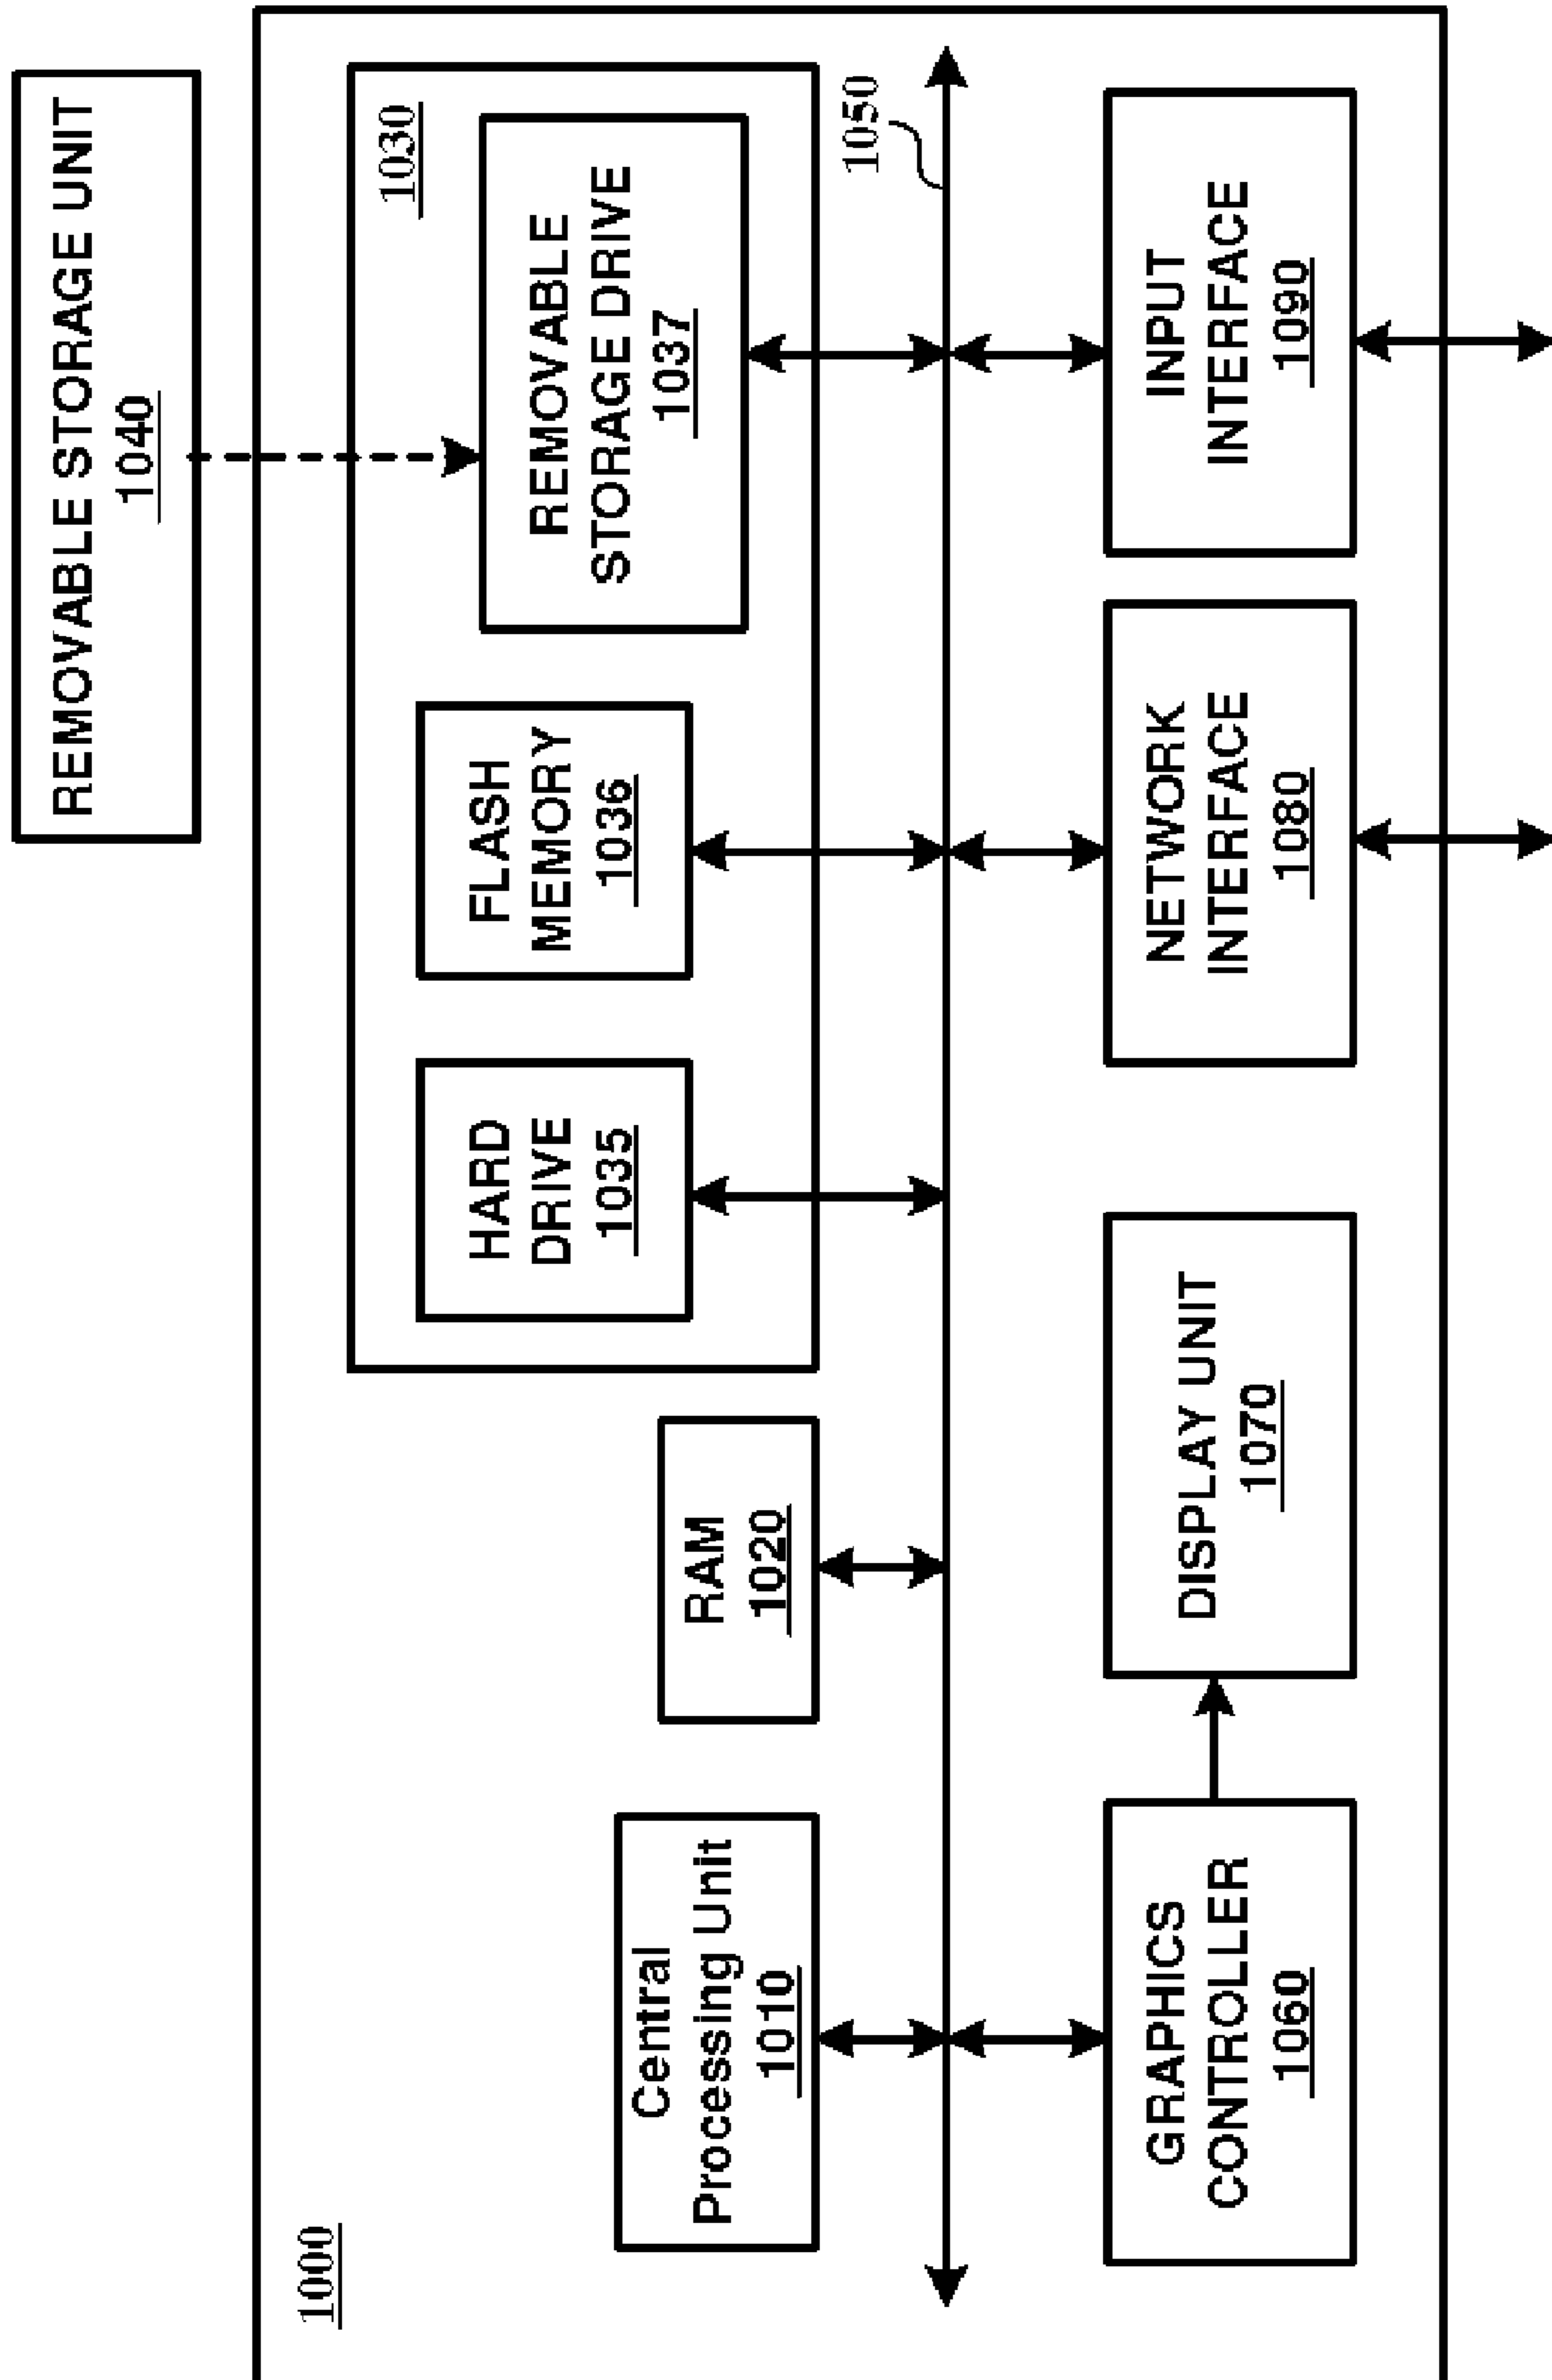 REMOVABLE STORAGE UNIT
1040
1000
1030
Central
Processing Unit
1010
RAM
1020
HARD
DRIVE
1035
FLASH
MEMORY
1036
REMOVABLE
STORAGE DRIVE
1037
1050
GRAPHICS
CONTROLLER
1060
DISPLAY UNIT
1070
NETWORK
INTERFACE
1080
INPUT
INTERFACE
1090